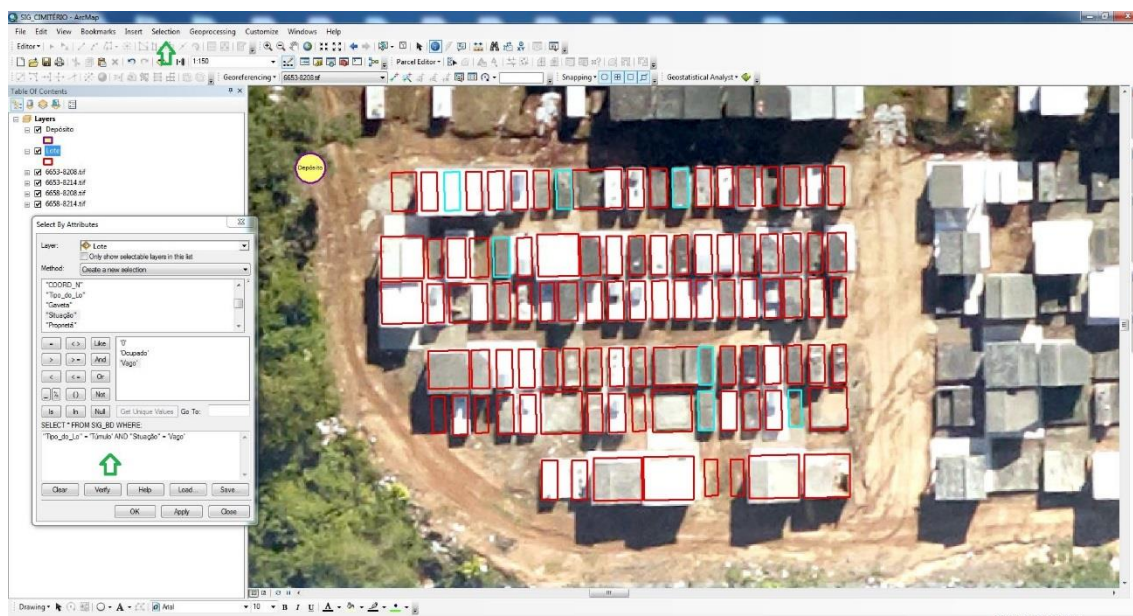 SIG_CIMITÉRIO - ArcMap
File Edit View Bookmarks Insert Selection Geoprocessing Customize Windows Help
Editor
1:150
Parcel Editor
Georeferencing 6653-8208.tif
Snapping
Geostatistical Analyst
Table Of Contents
Layers
Depósito
Lote
6653-8208.tif
6653-8214.tif
6658-8208.tif
6658-8214.tif
Depósito
Select By Attributes
Layer: Lote
Only show selectable layers in this list
Method: Create a new selection
"COORD_N"
"Tipo_do_Lo"
"Gaveta"
"Situação"
"Proprietá"
= < > Like
> > = And
< < = Or
_ % () Not
Is In Null Get Unique Values Go To:
'0'
'Ocupado'
'Vago'
SELECT * FROM SIG_BD WHERE:
"Tipo_do_Lo" = 'Túmulo' AND "Situação" = 'Vago'
Clear Verify Help Load... Save...
OK Apply Close
Drawing A Arial 10 B I U A